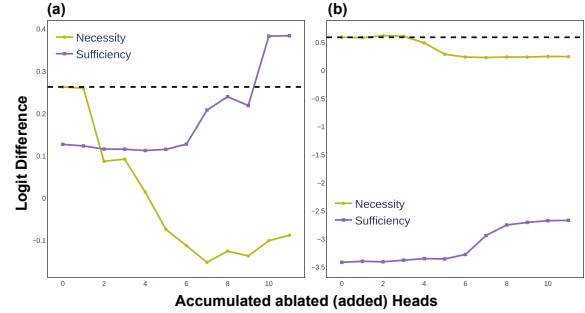 (a)
Necessity
Sufficiency
0.4
0.3
0.2
0.1
0
−0.1
0 2 4 6 8 10
Logit Difference
(b)
0.5
0
−0.5
−1
−1.5
−2
−2.5
−3
−3.5
Necessity
Sufficiency
0 2 4 6 8 10
Accumulated ablated (added) Heads